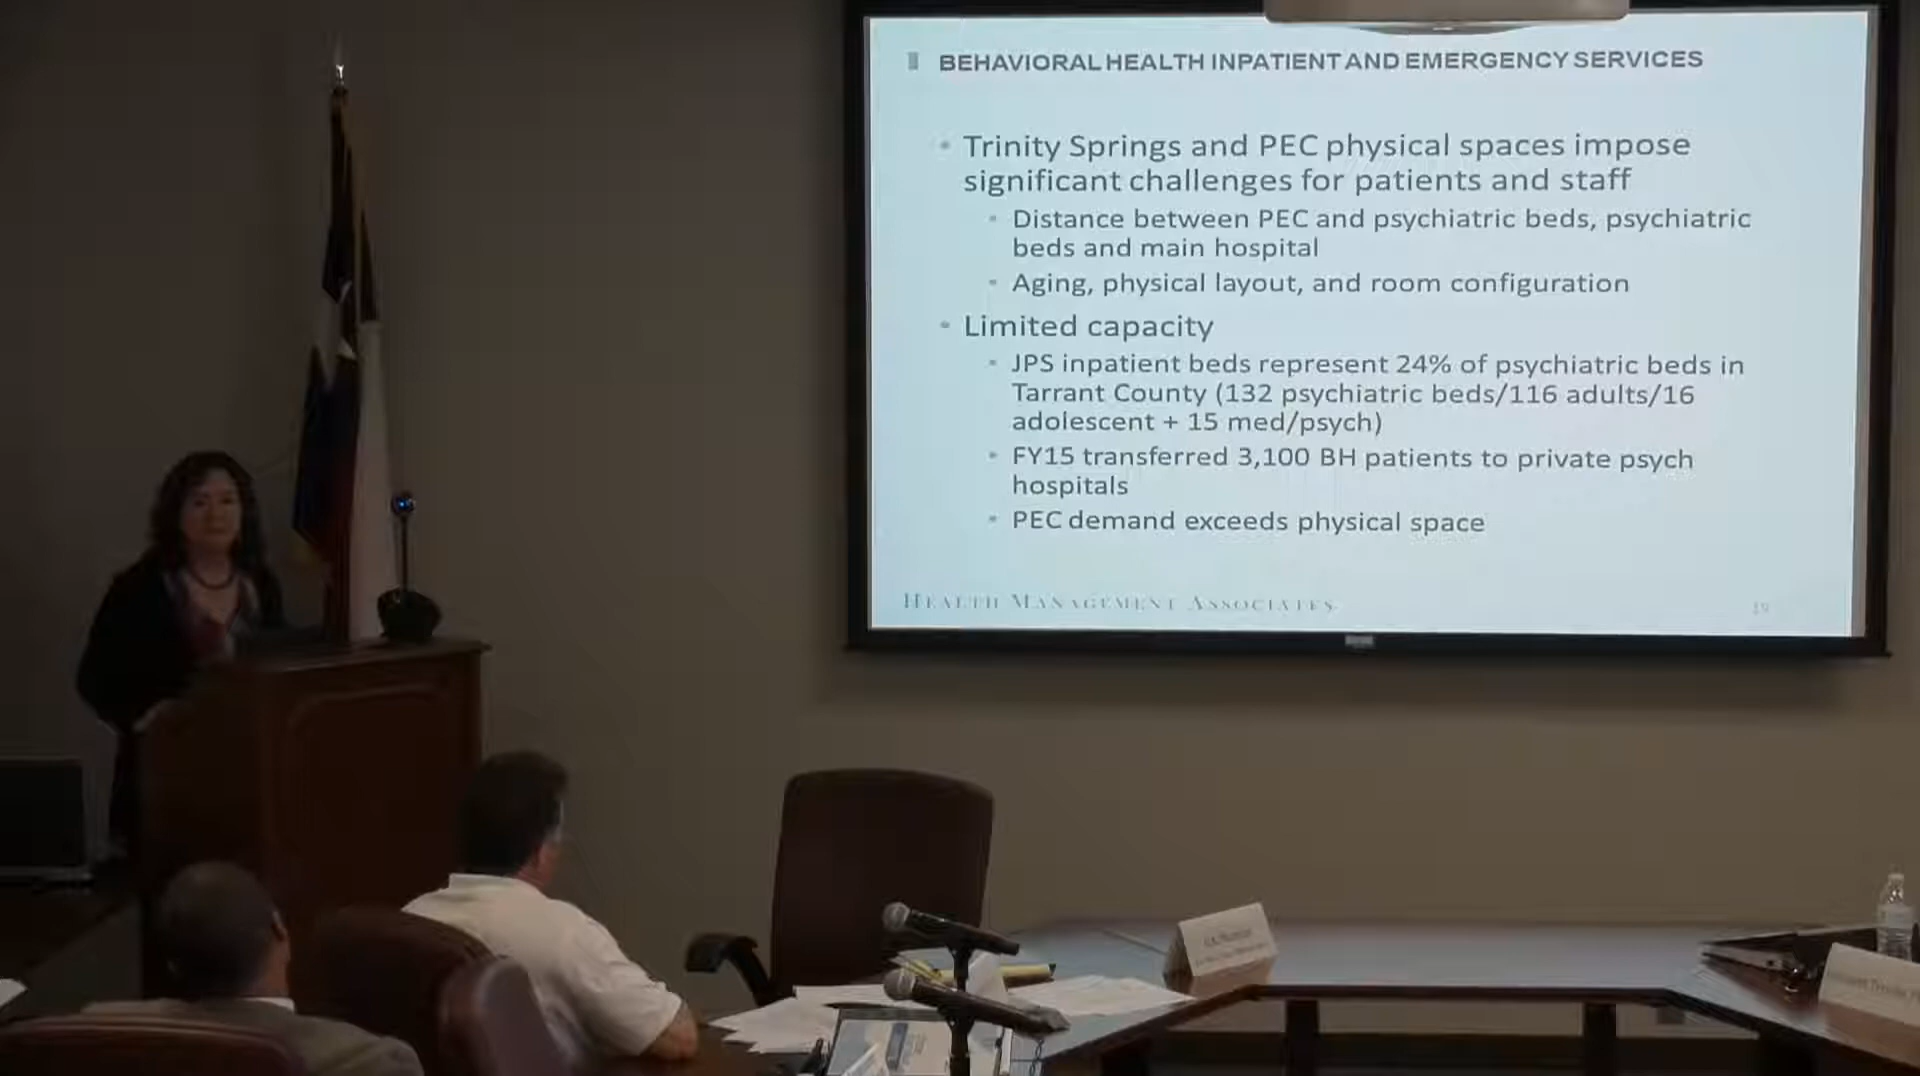 BEHAVIORAL HEALTH INPATIENT AND EMERGENCY SERVICES
Trinity Springs and PEC physical spaces impose
significant challenges for patients and staff
Distance between PEC and psychiatric beds, psychiatric
beds and main hospital
Aging, physical layout, and room configuration
Limited capacity
JPS inpatient beds represent 24% of psychiatric beds in
Tarrant County (132 psychiatric beds/116 adults/16
adolescent + 15 med/psych)
FY15 transferred 3,100 BH patients to private psych
hospitals
PEC demand exceeds physical space
HEALTH MANAGEMENT ASSOCIATES
19